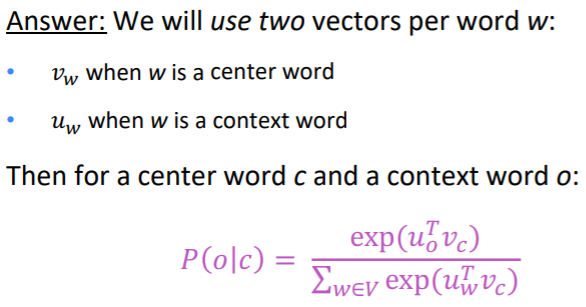 Answer: We will use two vectors per word w:
• v_w when w is a center word
• u_w when w is a context word
Then for a center word c and a context word o:
P(o|c) = exp(u_o^T v_c) / ∑_{w∈V} exp(u_w^T v_c)